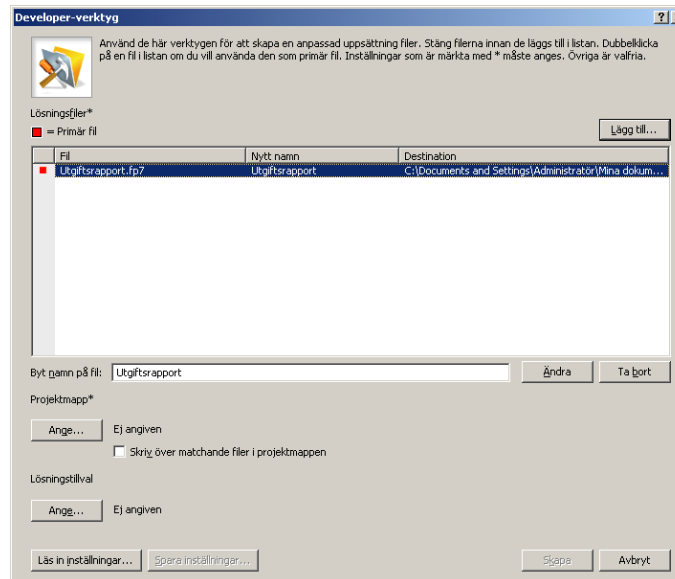 Developer-verktyg
Använd de här verktygen för att skapa en anpassad uppsättning filer. Stäng filerna innan de läggs till i listan. Dubbelklicka
på en fil i listan om du vill använda den som primär fil. Inställningar som är märkta med * måste anges. Övriga är valfria.
Lösningsfiler*
= Primär fil
Lägg till...
Fil Nytt namn Destination
Utgiftsrapport.fp7 Utgiftsrapport C:\Documents and Settings\Administratör\Mina dokum...
Byt namn på fil: Utgiftsrapport Ändra Ta bort
Projektmapp*
Ange... Ej angiven
Skriv över matchande filer i projektmappen
Lösningstillval
Ange... Ej angiven
Läs in inställningar... Spara inställningar... Skapa Avbryt